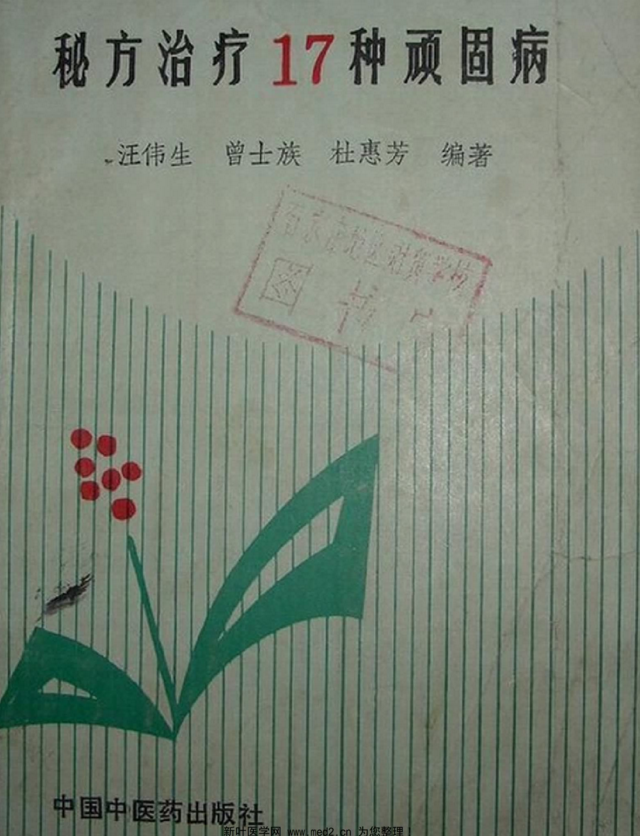 秘方治疗17种顽固病
汪伟生 曾士族 杜惠芳 编著
图书
中国中医药出版社
新叶医学网 www.med2.cn 为您整理